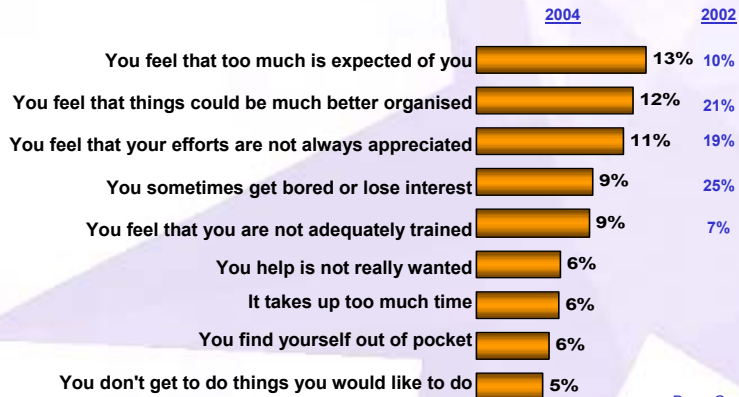 2004 2002
You feel that too much is expected of you 13% 10%
You feel that things could be much better organised 12% 21%
You feel that your efforts are not always appreciated 11% 19%
You sometimes get bored or lose interest 9% 25%
You feel that you are not adequately trained 9% 7%
You help is not really wanted 6%
It takes up too much time 6%
You find yourself out of pocket 6%
You don't get to do things you would like to do 5%